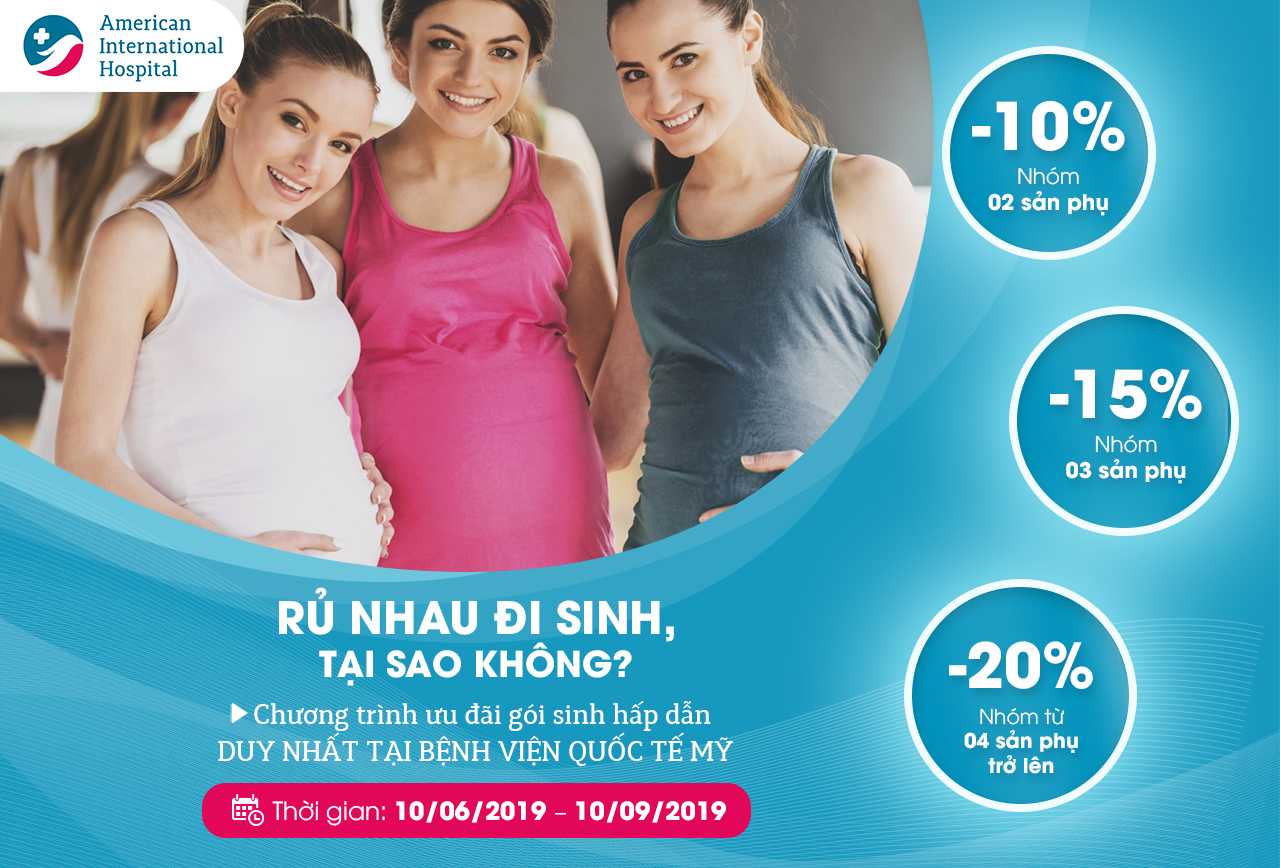 American
International
Hospital
-10%
Nhóm
02 sản phụ
-15%
Nhóm
03 sản phụ
-20%
Nhóm từ
04 sản phụ
trở lên
RỦ NHAU ĐI SINH,
TẠI SAO KHÔNG?
Chương trình ưu đãi gói sinh hấp dẫn
DUY NHẤT TẠI BỆNH VIỆN QUỐC TẾ MỸ
Thời gian: 10/06/2019 – 10/09/2019